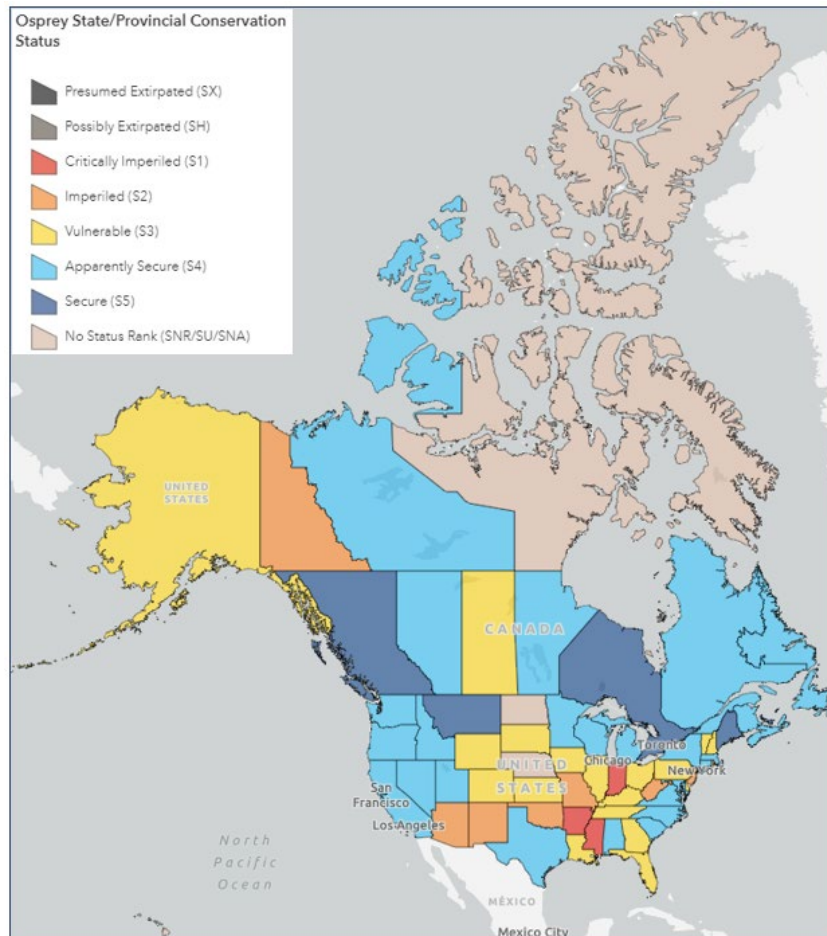 Osprey State/Provincial Conservation
Status
Presumed Extirpated (SX)
Possibly Extirpated (SH)
Critically Imperiled (S1)
Imperiled (S2)
Vulnerable (S3)
Apparently Secure (S4)
Secure (S5)
No Status Rank (SNR/SU/SNA)
UNITED
STATES
CANADA
Toronto
Chicago
UNITED
New York
STATES
San
Francisco
Los Angeles
North
Pacific
Ocean
MÉXICO
Mexico City